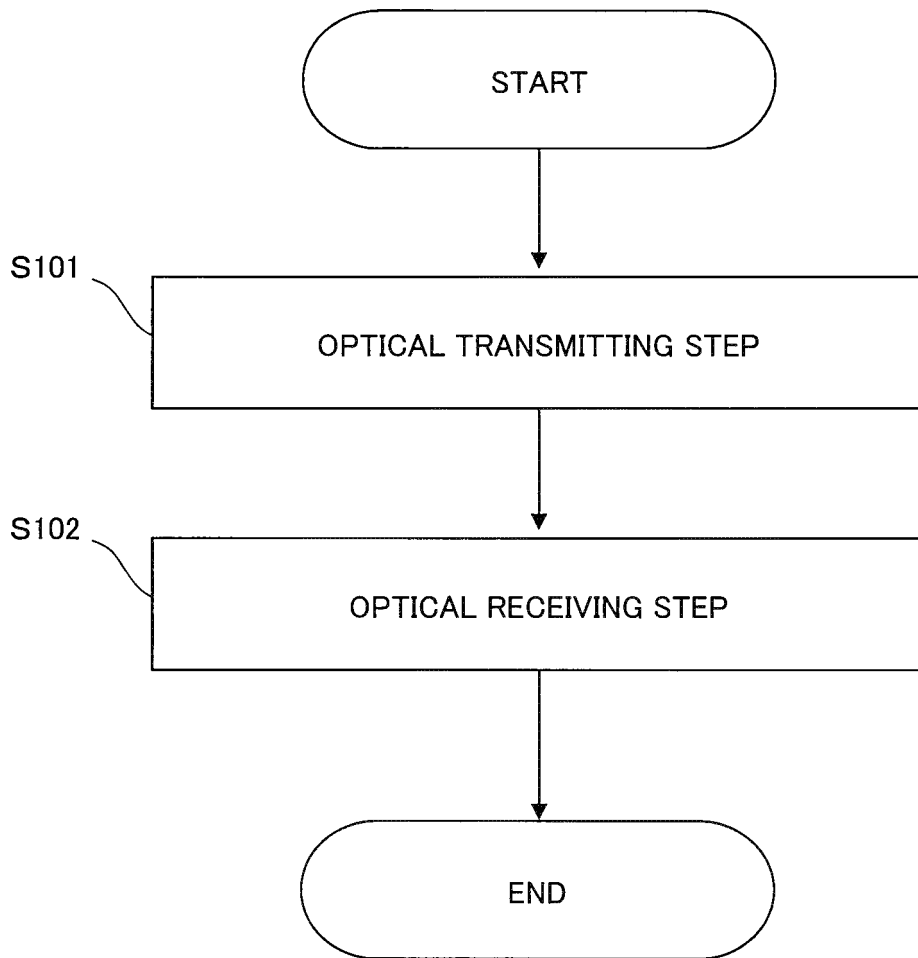 START
S101
OPTICAL TRANSMITTING STEP
S102
OPTICAL RECEIVING STEP
END